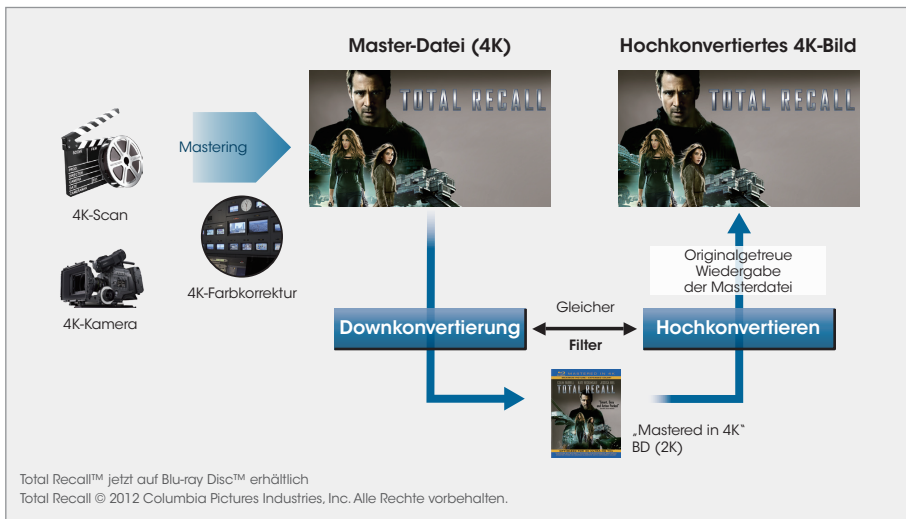 Master-Datei (4K)
Hochkonvertiertes 4K-Bild
TOTAL RECALL
TOTAL RECALL
Mastering
4K-Scan
4K-Farbkorrektur
4K-Kamera
Originalgetreue
Wiedergabe
der Masterdatei
Downkonvertierung
Gleicher
Filter
Hochkonvertieren
TOTAL RECALL
„Mastered in 4K“
BD (2K)
Total Recall™ jetzt auf Blu-ray Disc™ erhältlich
Total Recall © 2012 Columbia Pictures Industries, Inc. Alle Rechte vorbehalten.